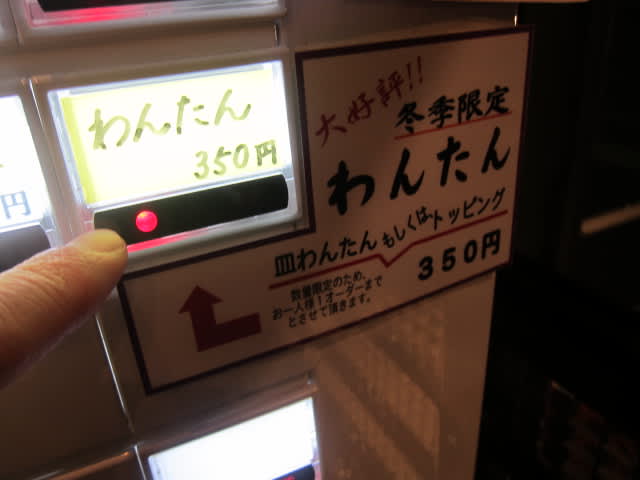 わんたん
350円
円
大好評!!
冬季限定
わんたん
皿わんたんもしくはトッピング
350円
数量限定のため、
お一人様1オーダーまで
とさせて頂きます。